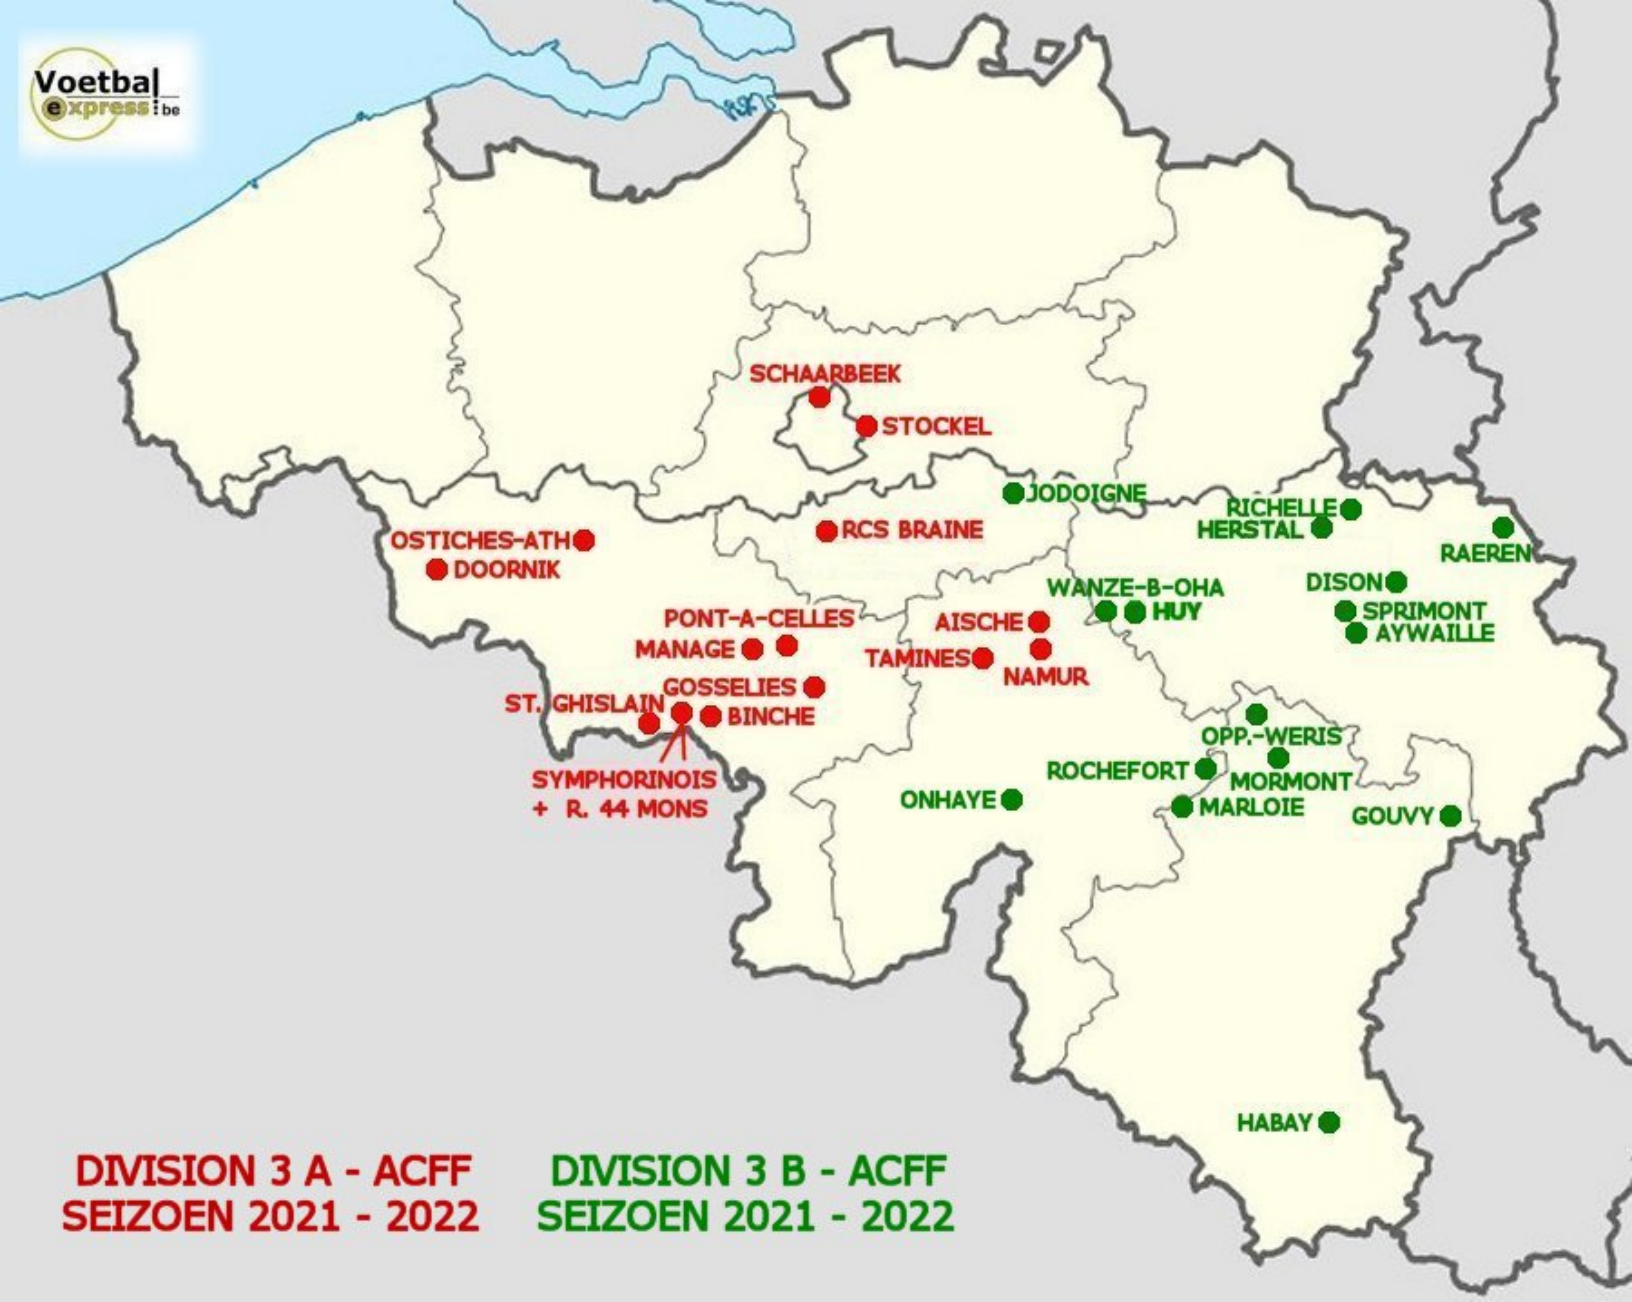 Voetbal
express!.be
SCHAARBEEK
STOCKEL
JODOIGNE
RICHELLE
HERSTAL
RAEREN
OSTICHES-ATH
DOORNIK
RCS BRAINE
DISON
WANZE-B-OHA
HUY
SPRIMONT
AYWAILLE
PONT-A-CELLES
AISCHE
MANAGE
TAMINES
NAMUR
GOSSELIES
ST. GHISLAIN
BINCHE
OPP.-WERIS
SYMPHORINOIS
+ R. 44 MONS
ROCHEFORT
MORMONT
ONHAYE
MARLOIE
GOUVY
HABAY
DIVISION 3 A - ACFF
SEIZOEN 2021 - 2022
DIVISION 3 B - ACFF
SEIZOEN 2021 - 2022